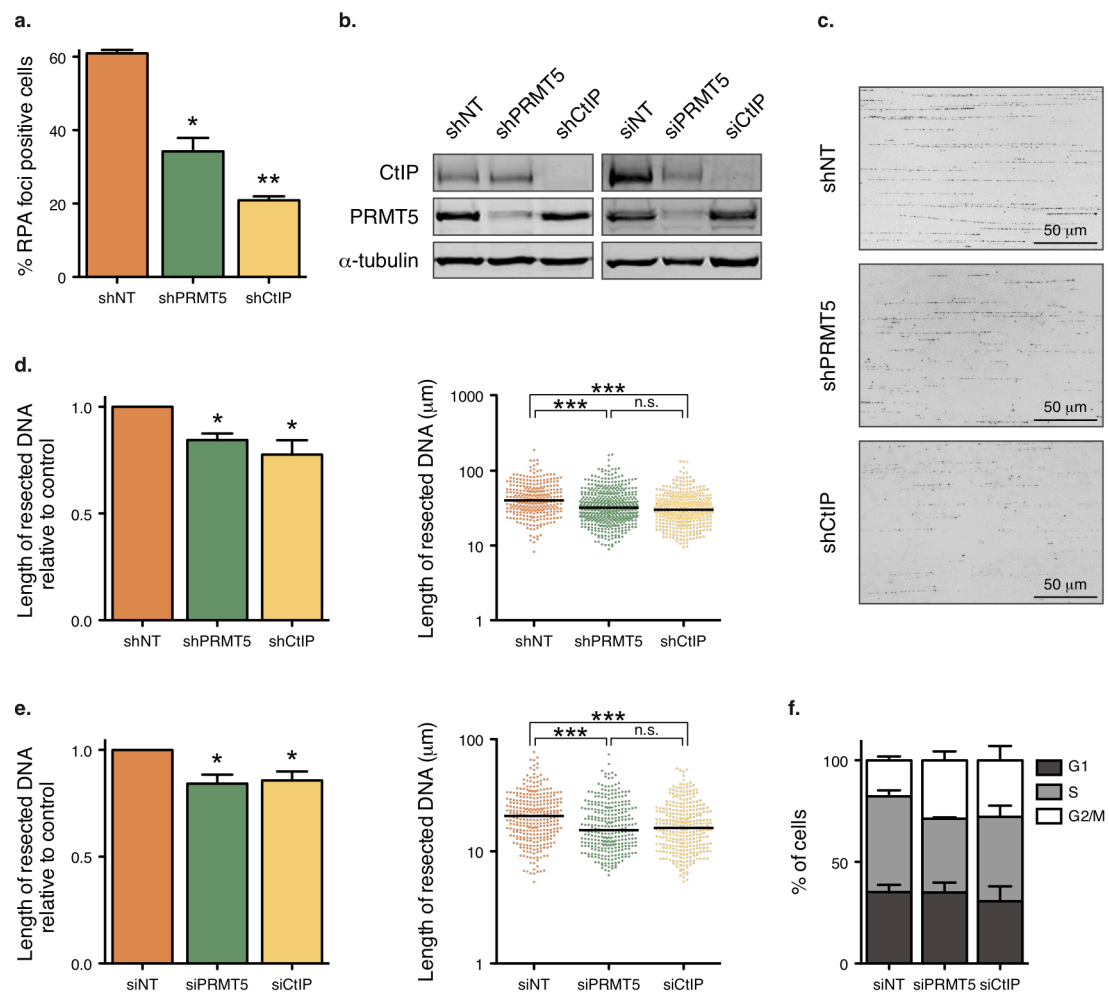 a.
% RPA foci positive cells
60
40
20
0
*
**
shNT
shPRMT5
shCtIP
b.
shNT
shPRMT5
shCtIP
siNT
siPRMT5
siCtIP
CtIP
PRMT5
α-tubulin
c.
shNT
50 μm
shPRMT5
50 μm
shCtIP
50 μm
d.
Length of resected DNA
relative to control
1.0
0.5
0.0
*
*
shNT
shPRMT5
shCtIP
Length of resected DNA (μm)
1000
100
10
1
***
***
n.s.
shNT
shPRMT5
shCtIP
e.
Length of resected DNA
relative to control
1.0
0.5
0.0
*
*
siNT
siPRMT5
siCtIP
Length of resected DNA (μm)
100
10
1
***
***
n.s.
siNT
siPRMT5
siCtIP
f.
% of cells
100
50
0
siNT
siPRMT5
siCtIP
G1
S
G2/M